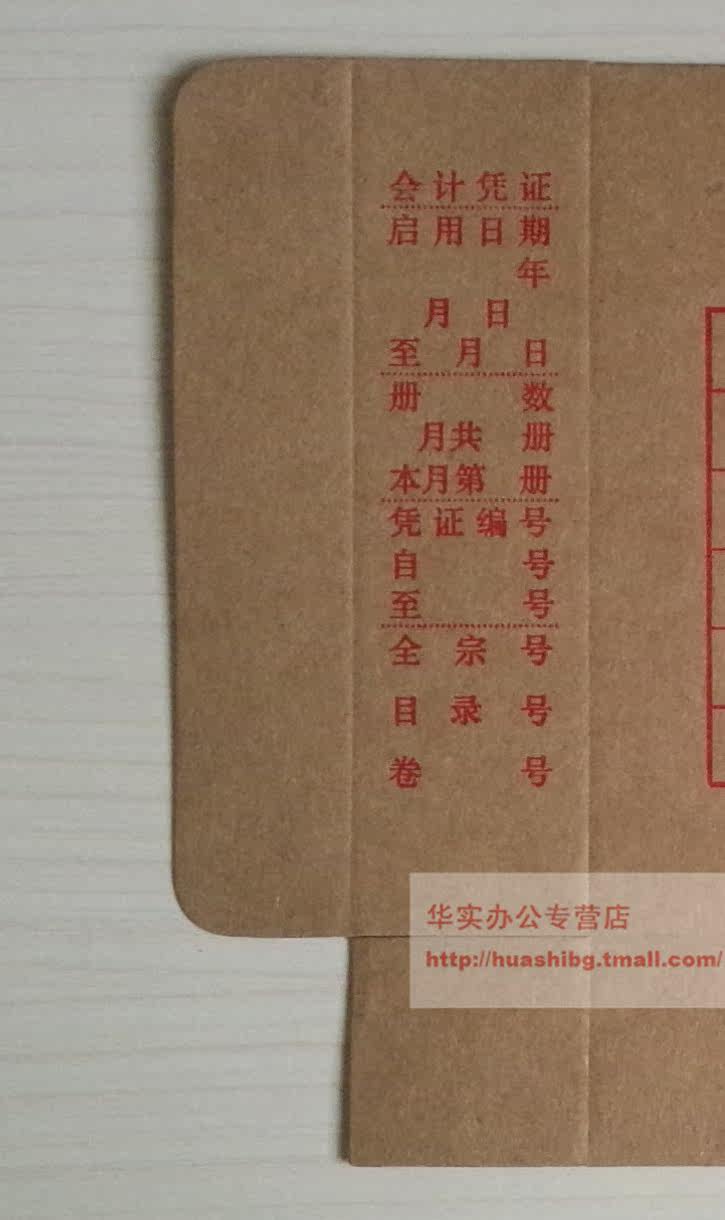 会计凭证
启用日期
年
月 日
至 月 日
册 数
月共 册
本月第 册
凭证编号
自 号
至 号
全宗号
目录号
卷 号
华实办公专营店
http://huashibg.tmall.com/